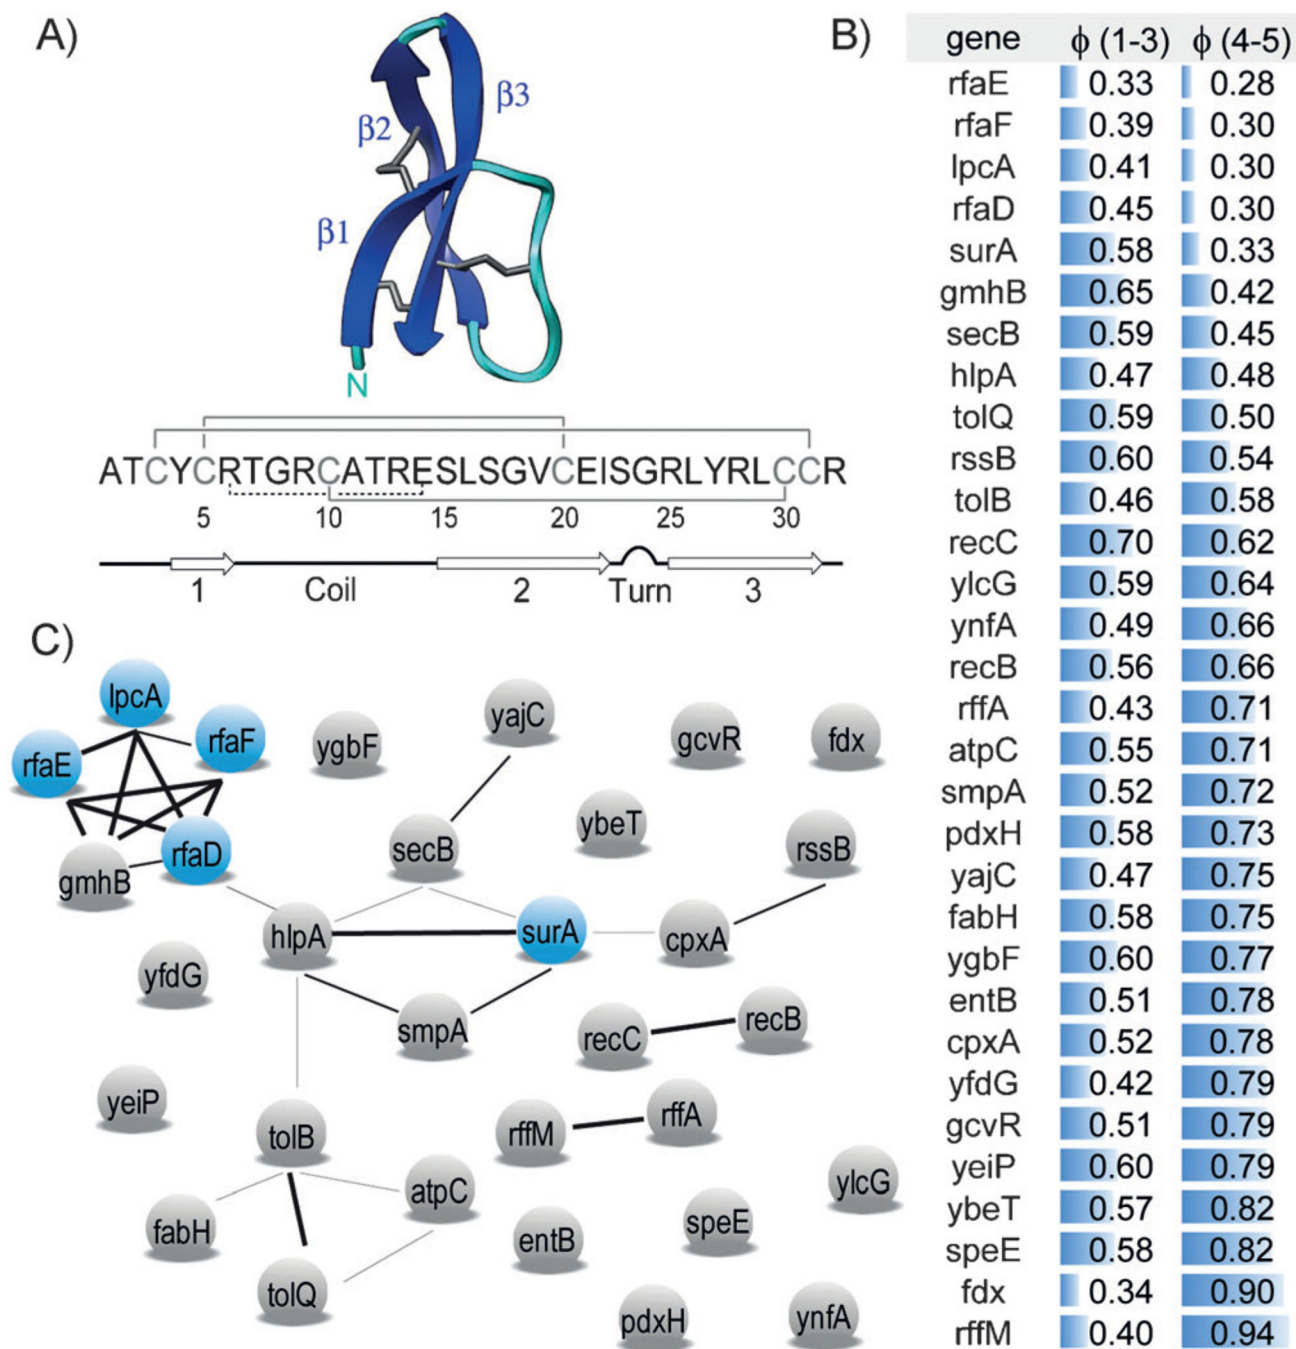 A)
β3
β2
β1
N
ATCYCRTGRCATRESLSGVCEISGRLYRLCCR
5 10 15 20 25 30
1 Coil 2 Turn 3
B)
gene ϕ (1-3) ϕ (4-5)
rfaE 0.33 0.28
rfaF 0.39 0.30
lpcA 0.41 0.30
rfaD 0.45 0.30
surA 0.58 0.33
gmhB 0.65 0.42
secB 0.59 0.45
hlpA 0.47 0.48
tolQ 0.59 0.50
rssB 0.60 0.54
tolB 0.46 0.58
recC 0.70 0.62
ylcG 0.59 0.64
ynfA 0.49 0.66
recB 0.56 0.66
rffA 0.43 0.71
atpC 0.55 0.71
smpA 0.52 0.72
pdxH 0.58 0.73
yajC 0.47 0.75
fabH 0.58 0.75
ygbF 0.60 0.77
entB 0.51 0.78
cpxA 0.52 0.78
yfdG 0.42 0.79
gcvR 0.51 0.79
yeiP 0.60 0.79
ybeT 0.57 0.82
speE 0.58 0.82
fdx 0.34 0.90
rffM 0.40 0.94
C)
lpcA
rfaE
rfaF
ygbF
yajC
gcvR
fdx
gmhB
rfaD
secB
ybeT
rssB
hlpA
surA
cpxA
yfdG
smpA
recC
recB
yeiP
tolB
rffM
rffA
atpC
ylcG
fabH
entB
speE
tolQ
pdxH
ynfA